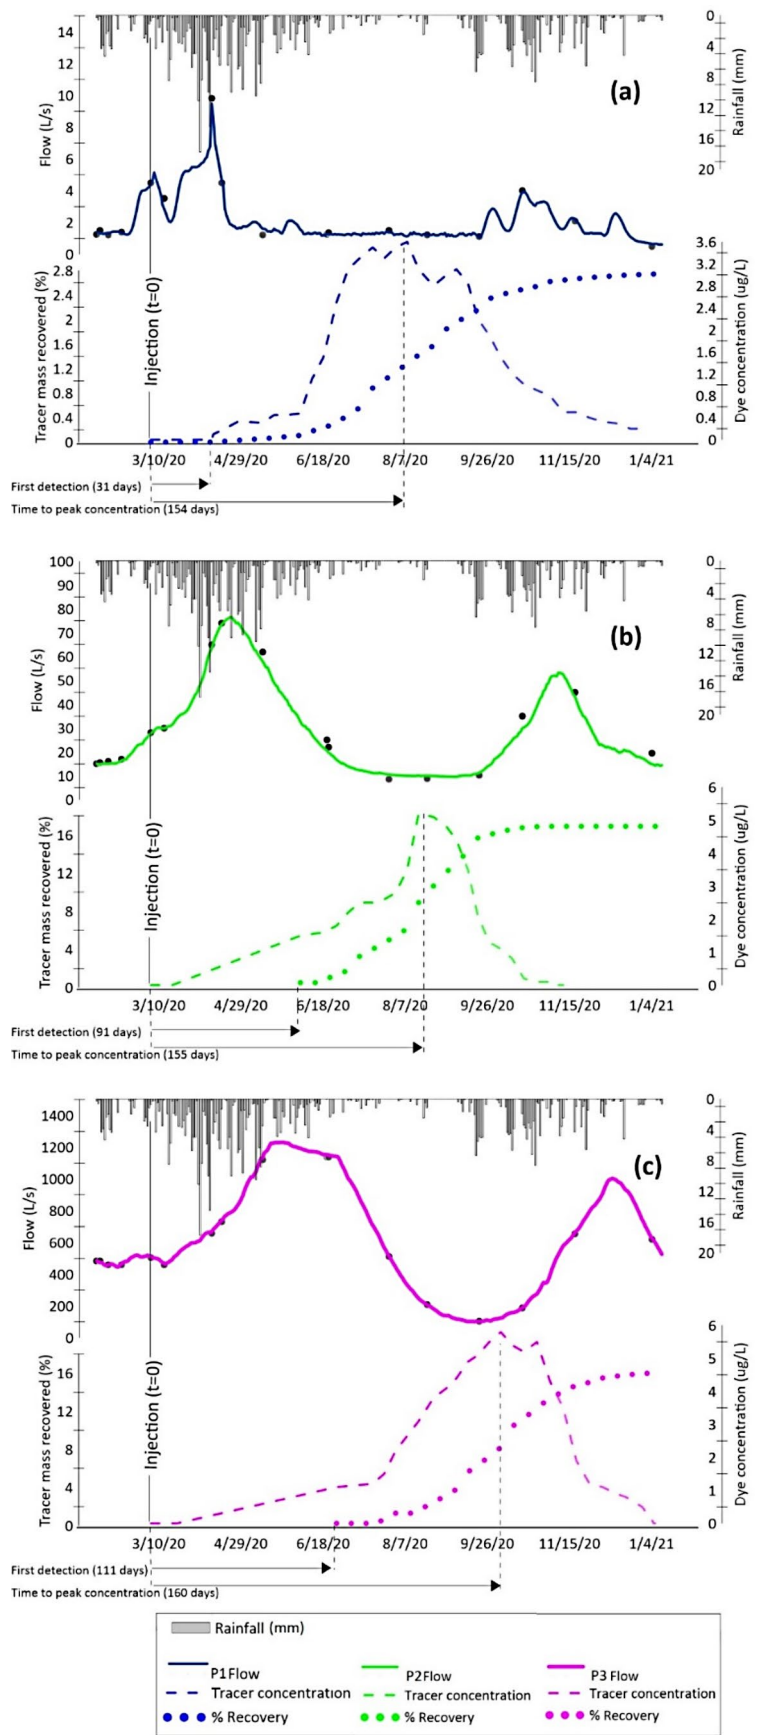 14
12
10
8
6
4
2
0
Flow (L/s)
0
4
8
12
16
20
Rainfall (mm)
(a)
2.8
2.4
2
1.6
1.2
0.8
0.4
0
Tracer mass recovered (%)
Injection (t=0)
3.6
3.2
2.8
2.4
2
1.6
1.2
0.8
0.4
0
Dye concentration (ug/L)
3/10/20 4/29/20 6/18/20 8/7/20 9/26/20 11/15/20 1/4/21
First detection (31 days)
Time to peak concentration (154 days)
100
90
80
70
60
50
40
30
20
10
0
Flow (L/s)
0
4
8
12
16
20
Rainfall (mm)
(b)
16
12
8
4
0
Tracer mass recovered (%)
Injection (t=0)
6
5
4
3
2
1
0
Dye concentration (ug/L)
3/10/20 4/29/20 6/18/20 8/7/20 9/26/20 11/15/20 1/4/21
First detection (91 days)
Time to peak concentration (155 days)
1400
1200
1000
800
600
400
200
0
Flow (L/s)
0
4
8
12
16
20
Rainfall (mm)
(c)
16
12
8
4
0
Tracer mass recovered (%)
Injection (t=0)
6
5
4
3
2
1
0
Dye concentration (ug/L)
3/10/20 4/29/20 6/18/20 8/7/20 9/26/20 11/15/20 1/4/21
First detection (111 days)
Time to peak concentration (160 days)
Rainfall (mm)
P1 Flow P2 Flow P3 Flow
Tracer concentration Tracer concentration Tracer concentration
% Recovery % Recovery % Recovery